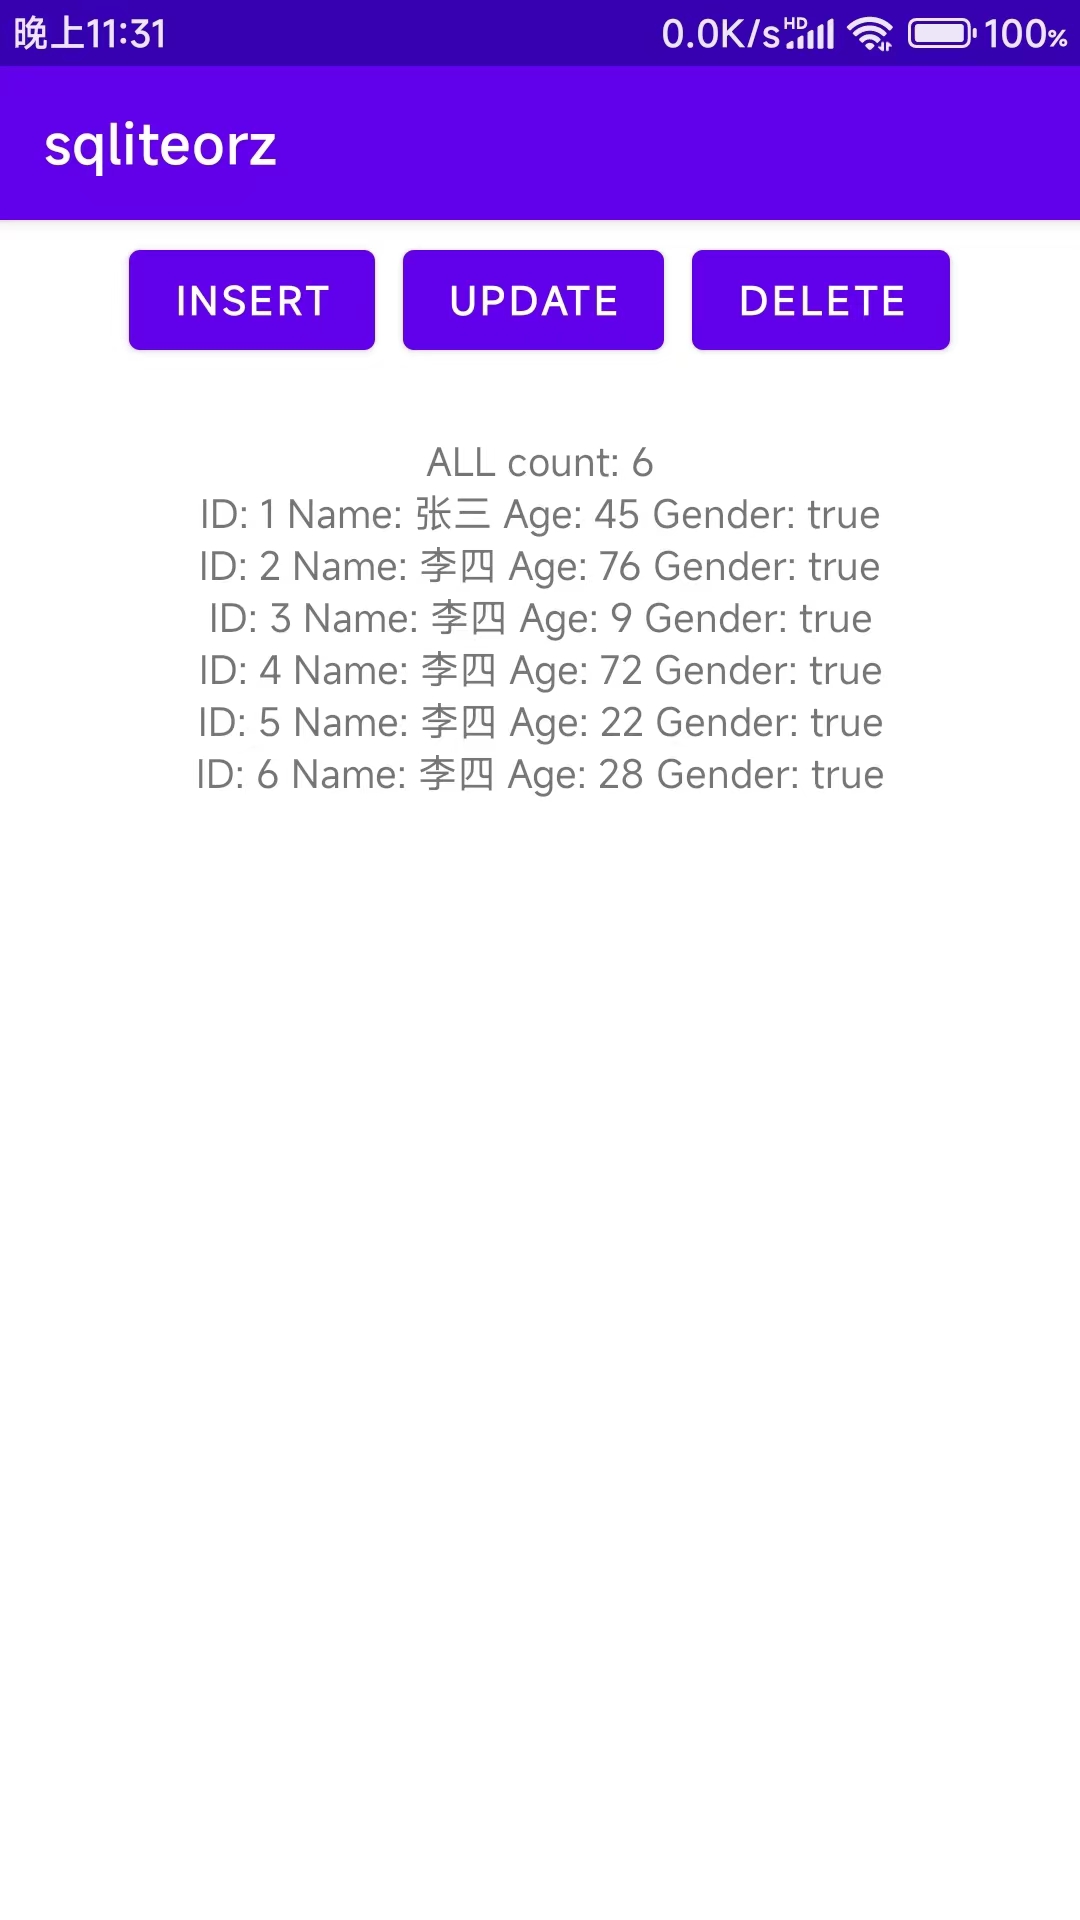 晚上11:31 0.0K/s HD 100%
sqliteorz
INSERT UPDATE DELETE
ALL count: 6
ID: 1 Name: 张三 Age: 45 Gender: true
ID: 2 Name: 李四 Age: 76 Gender: true
ID: 3 Name: 李四 Age: 9 Gender: true
ID: 4 Name: 李四 Age: 72 Gender: true
ID: 5 Name: 李四 Age: 22 Gender: true
ID: 6 Name: 李四 Age: 28 Gender: true